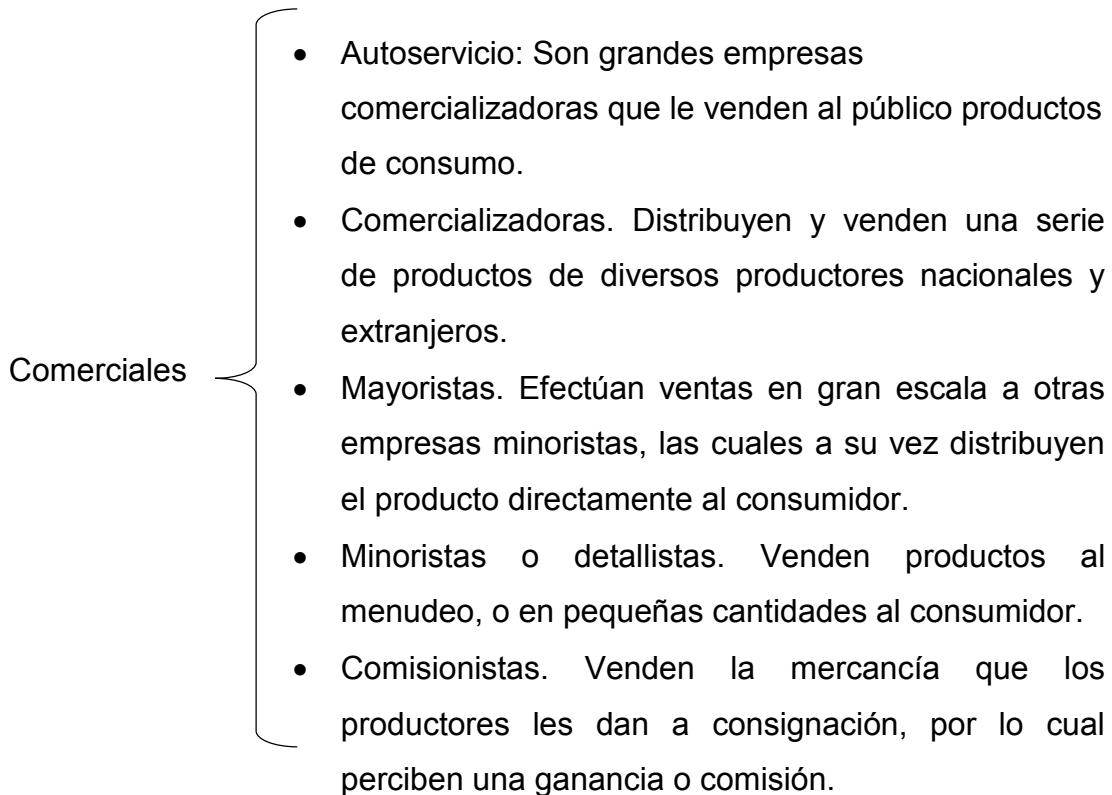 • Autoservicio: Son grandes empresas
comercializadoras que le venden al público productos
de consumo.
• Comercializadoras. Distribuyen y venden una serie
de productos de diversos productores nacionales y
extranjeros.
Comerciales
• Mayoristas. Efectúan ventas en gran escala a otras
empresas minoristas, las cuales a su vez distribuyen
el producto directamente al consumidor.
• Minoristas o detallistas. Venden productos al
menudeo, o en pequeñas cantidades al consumidor.
• Comisionistas. Venden la mercancía que los
productores les dan a consignación, por lo cual
perciben una ganancia o comisión.